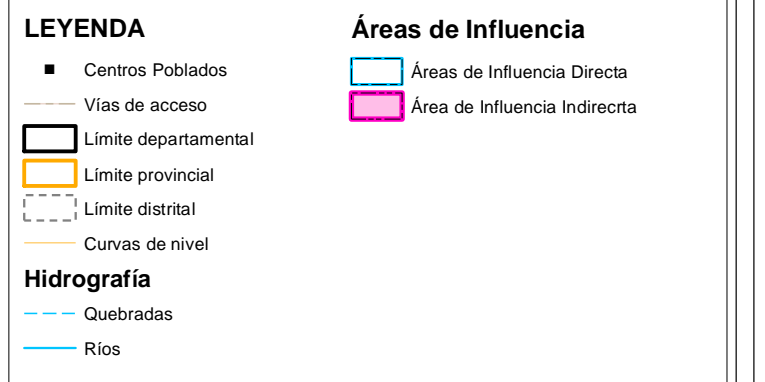 LEYENDA
Centros Poblados
Vías de acceso
Límite departamental
Límite provincial
Límite distrital
Curvas de nivel
Hidrografía
Quebradas
Ríos
Áreas de Influencia
Áreas de Influencia Directa
Área de Influencia Indirecrta